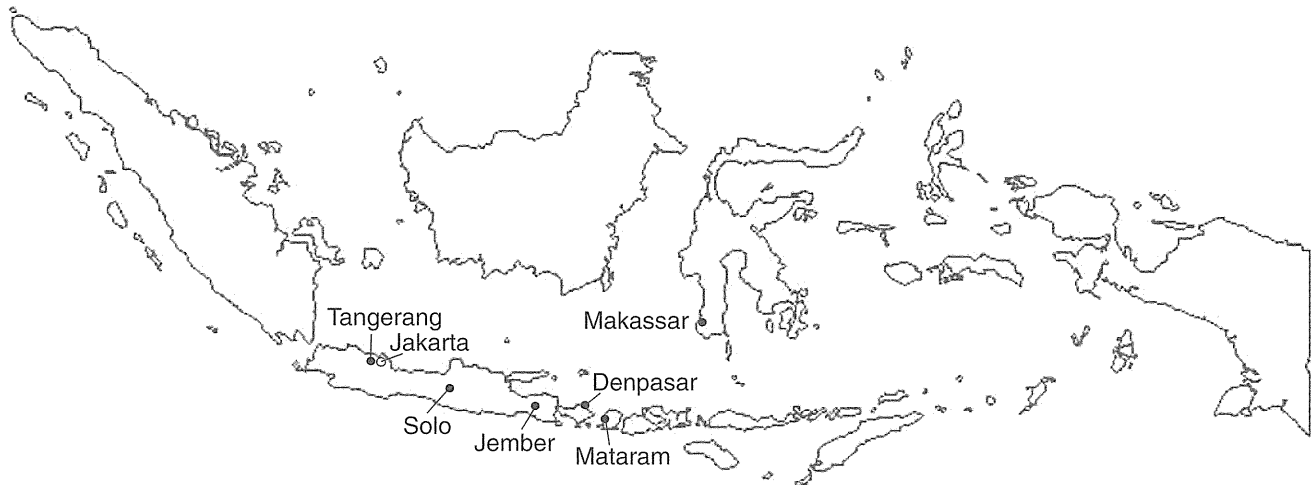 Tangerang
Jakarta
Makassar
Denpasar
Solo
Jember
Mataram